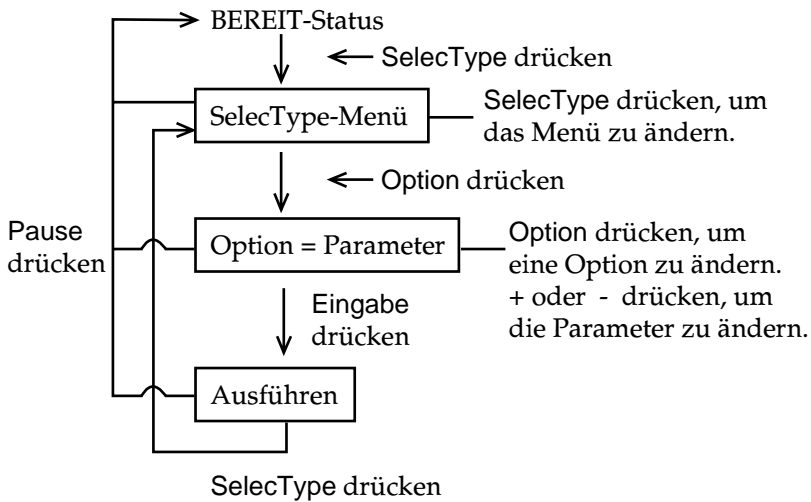 BEREIT-Status
SelecType drücken
SelecType-Menü
SelecType drücken, um
das Menü zu ändern.
Option drücken
Pause
drücken
Option = Parameter
Option drücken, um
eine Option zu ändern.
+ oder - drücken, um
die Parameter zu ändern.
Eingabe
drücken
Ausführen
SelecType drücken